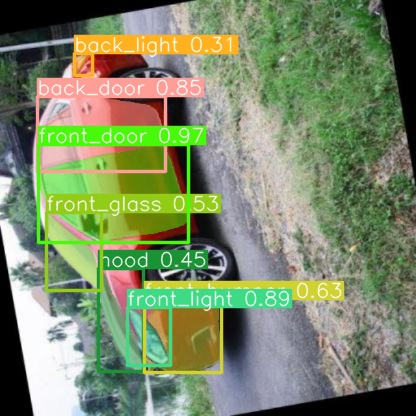 back_light 0.31
back_door 0.85
front_door 0.97
front_glass 0.53
hood 0.45
front_bumper 0.63
front_light 0.89